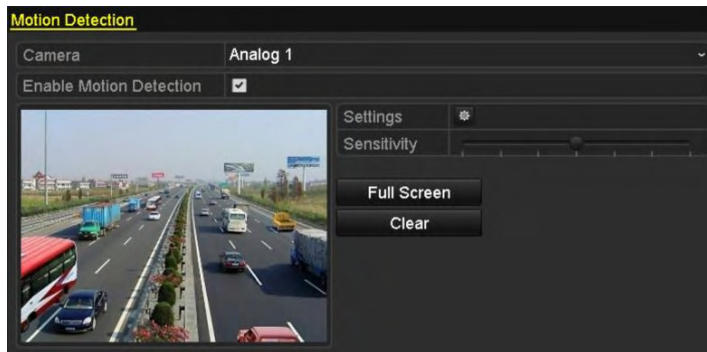 Motion Detection
Camera Analog 1
Enable Motion Detection
Settings
Sensitivity
Full Screen
Clear